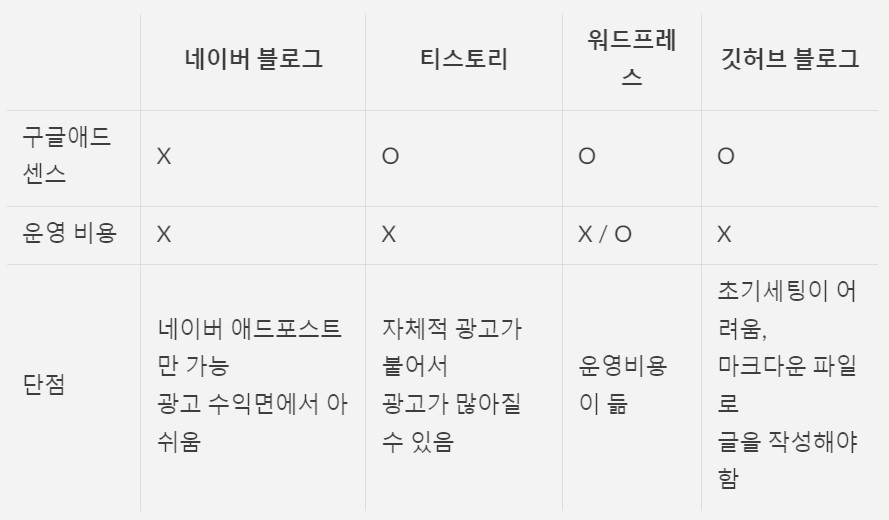 네이버 블로그
티스토리
워드프레
스
깃허브 블로그
구글애드
센스
X
O
O
O
운영 비용
X
X
X / O
X
단점
네이버 애드포스트
만 가능
광고 수익면에서 아
쉬움
자체적 광고가
붙어서
광고가 많아질
수 있음
운영비용
이 듦
초기세팅이 어
려움,
마크다운 파일
로
글을 작성해야
함